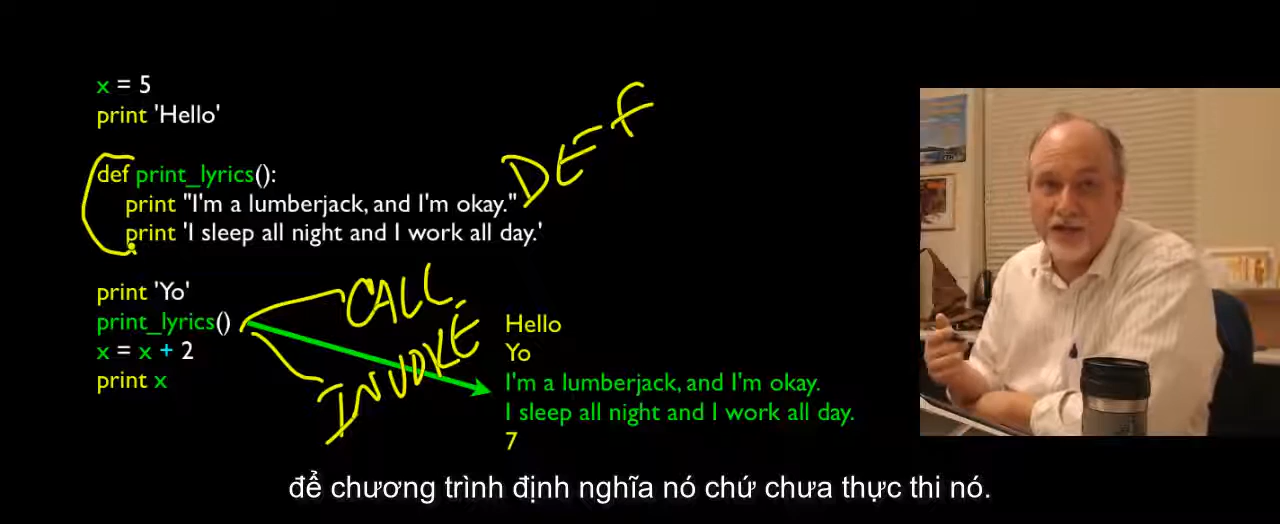 x = 5
print 'Hello'
def print_lyrics():
print "I'm a lumberjack, and I'm okay."
print 'I sleep all night and I work all day.'
DEF
print 'Yo'
print_lyrics()
x = x + 2
print x
CALL
INVOKE
Hello
Yo
I'm a lumberjack, and I'm okay.
I sleep all night and I work all day.
7
để chương trình định nghĩa nó chứ chưa thực thi nó.